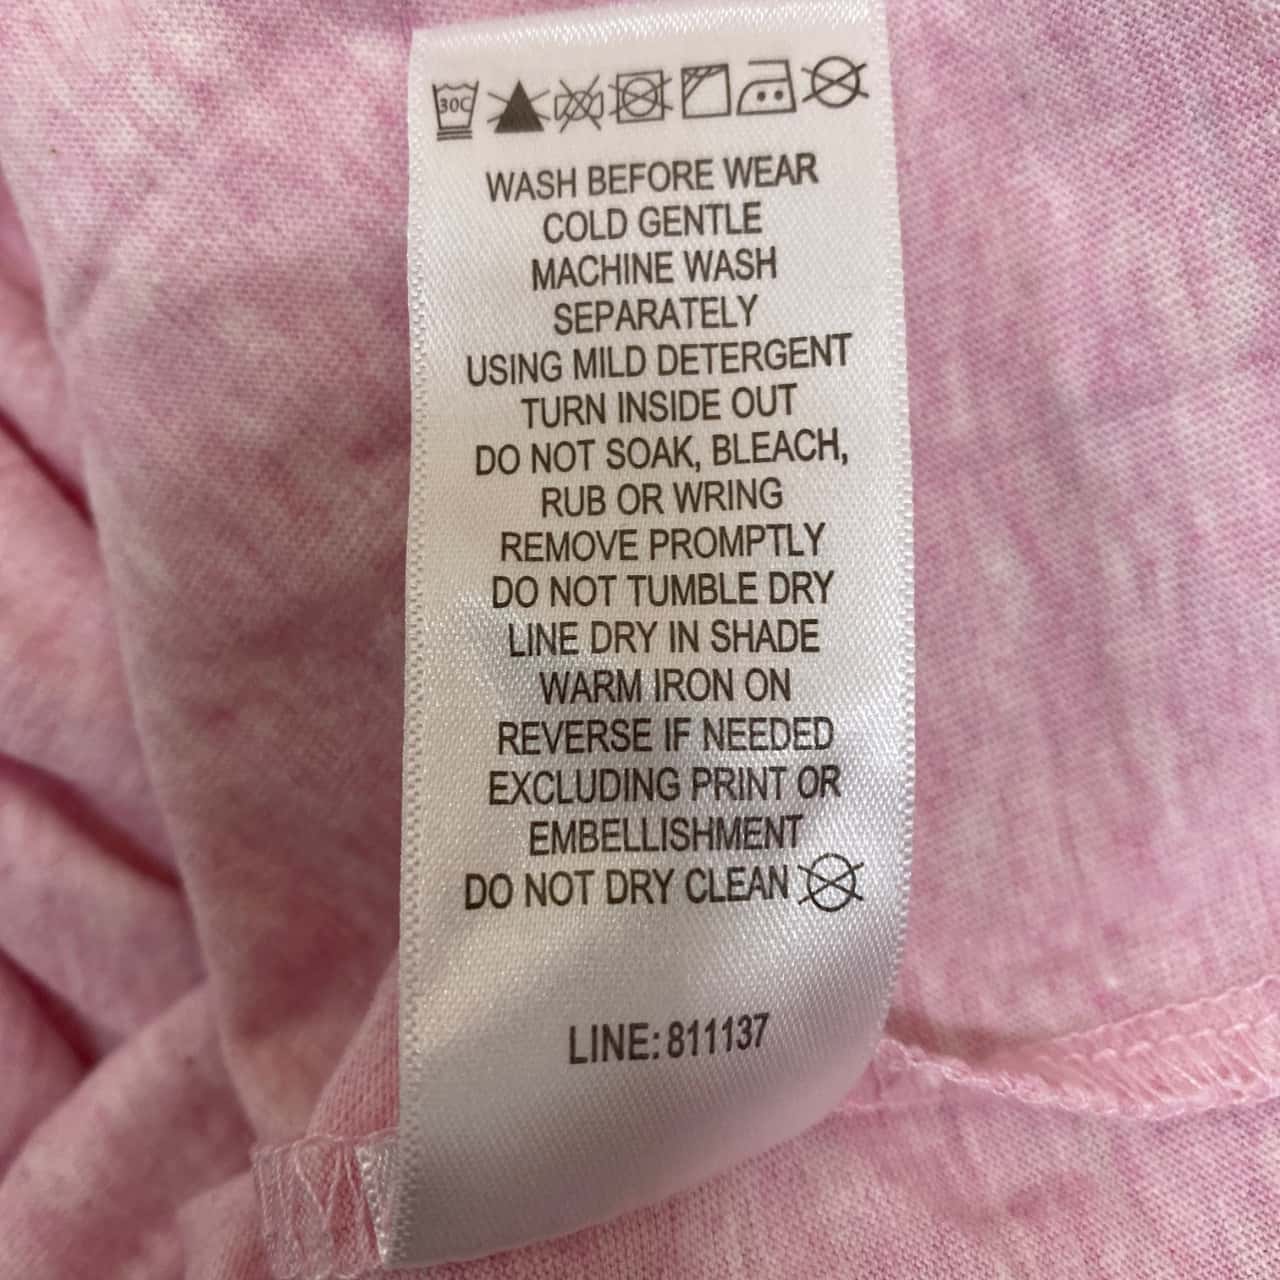 30C
WASH BEFORE WEAR
COLD GENTLE
MACHINE WASH
SEPARATELY
USING MILD DETERGENT
TURN INSIDE OUT
DO NOT SOAK, BLEACH,
RUB OR WRING
REMOVE PROMPTLY
DO NOT TUMBLE DRY
LINE DRY IN SHADE
WARM IRON ON
REVERSE IF NEEDED
EXCLUDING PRINT OR
EMBELLISHMENT
DO NOT DRY CLEAN
LINE: 811137